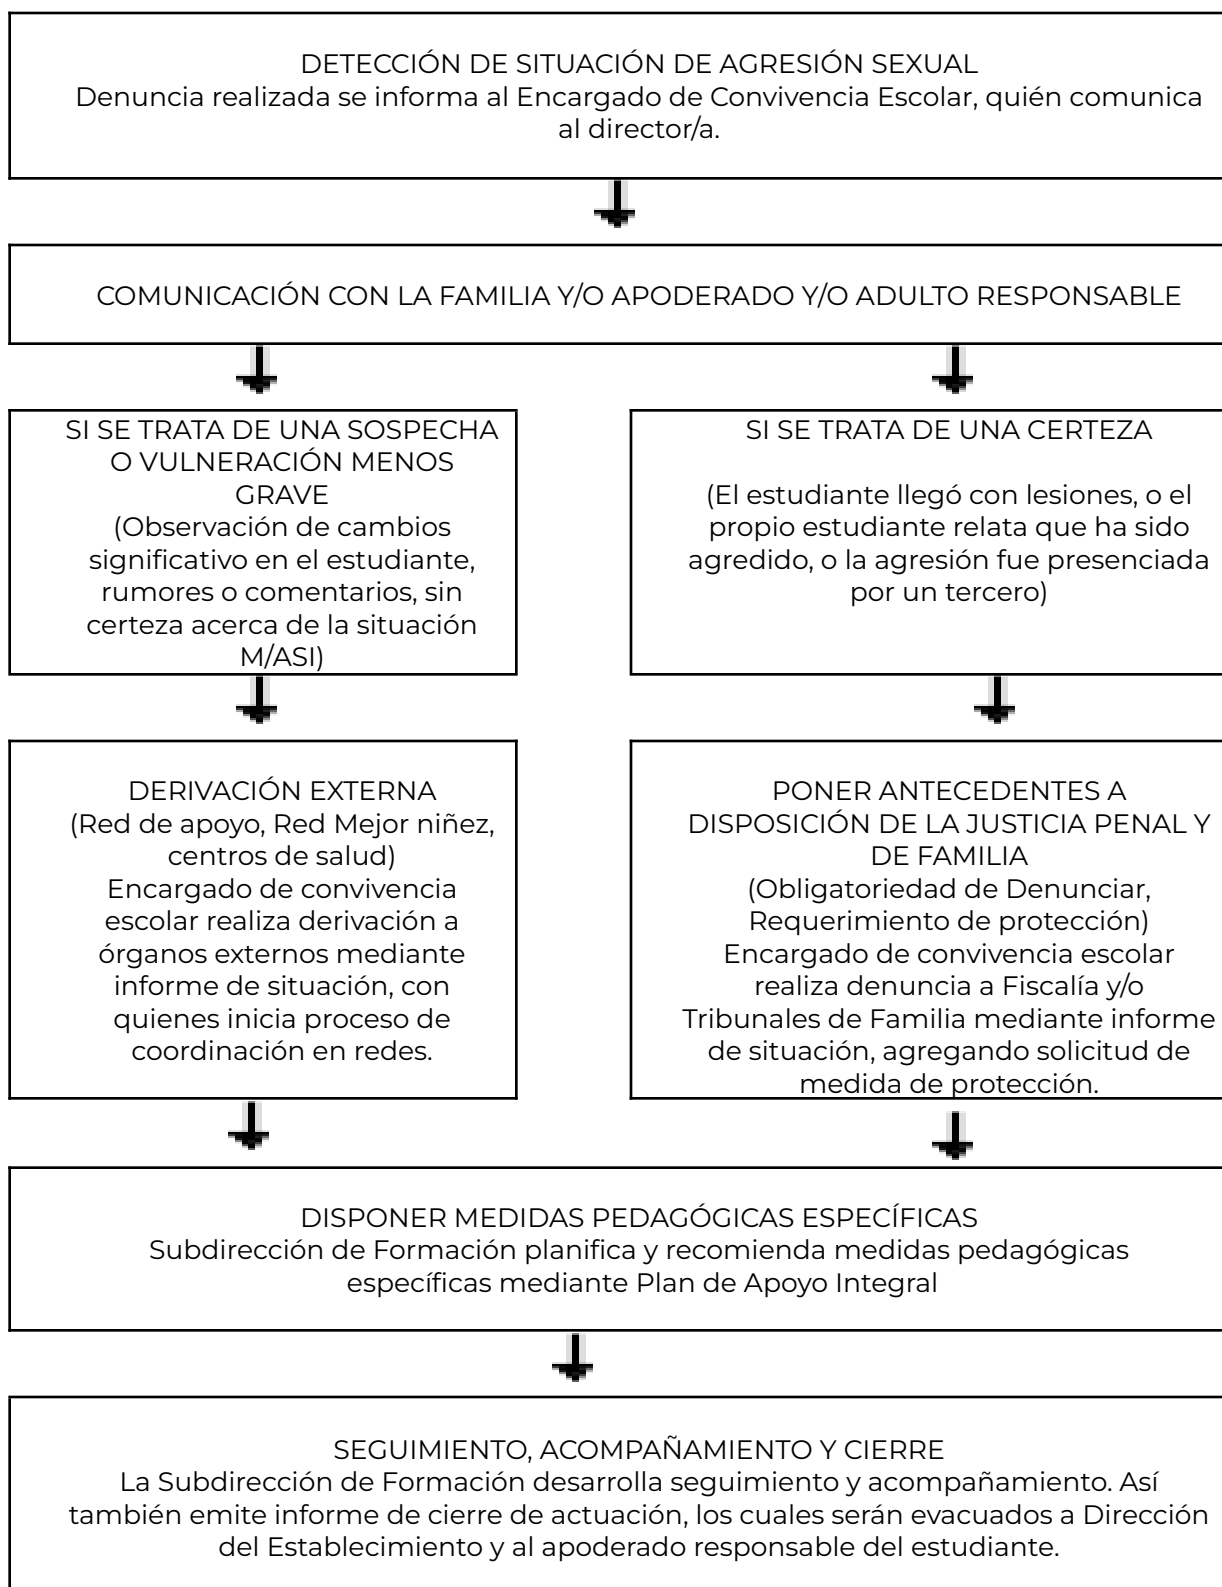 DETECCIÓN DE SITUACIÓN DE AGRESIÓN SEXUAL
Denuncia realizada se informa al Encargado de Convivencia Escolar, quién comunica
al director/a.
COMUNICACIÓN CON LA FAMILIA Y/O APODERADO Y/O ADULTO RESPONSABLE
SI SE TRATA DE UNA SOSPECHA
O VULNERACIÓN MENOS
GRAVE
(Observación de cambios
significativo en el estudiante,
rumores o comentarios, sin
certeza acerca de la situación
M/ASI)
SI SE TRATA DE UNA CERTEZA
(El estudiante llegó con lesiones, o el
propio estudiante relata que ha sido
agredido, o la agresión fue presenciada
por un tercero)
DERIVACIÓN EXTERNA
(Red de apoyo, Red Mejor niñez,
centros de salud)
Encargado de convivencia
escolar realiza derivación a
órganos externos mediante
informe de situación, con
quienes inicia proceso de
coordinación en redes.
PONER ANTECEDENTES A
DISPOSICIÓN DE LA JUSTICIA PENAL Y
DE FAMILIA
(Obligatoriedad de Denunciar,
Requerimiento de protección)
Encargado de convivencia escolar
realiza denuncia a Fiscalía y/o
Tribunales de Familia mediante informe
de situación, agregando solicitud de
medida de protección.
DISPONER MEDIDAS PEDAGÓGICAS ESPECÍFICAS
Subdirección de Formación planifica y recomienda medidas pedagógicas
específicas mediante Plan de Apoyo Integral
SEGUIMIENTO, ACOMPAÑAMIENTO Y CIERRE
La Subdirección de Formación desarrolla seguimiento y acompañamiento. Así
también emite informe de cierre de actuación, los cuales serán evacuados a Dirección
del Establecimiento y al apoderado responsable del estudiante.